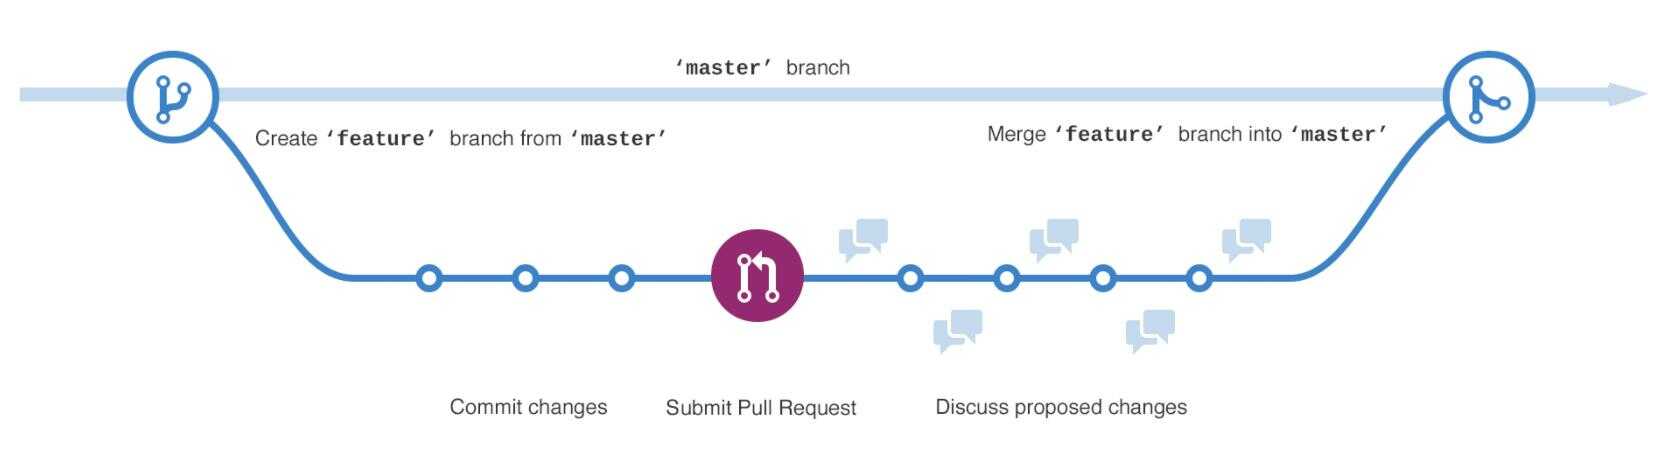 ‘master’ branch
Create ‘feature’ branch from ‘master’
Merge ‘feature’ branch into ‘master’
Commit changes
Submit Pull Request
Discuss proposed changes